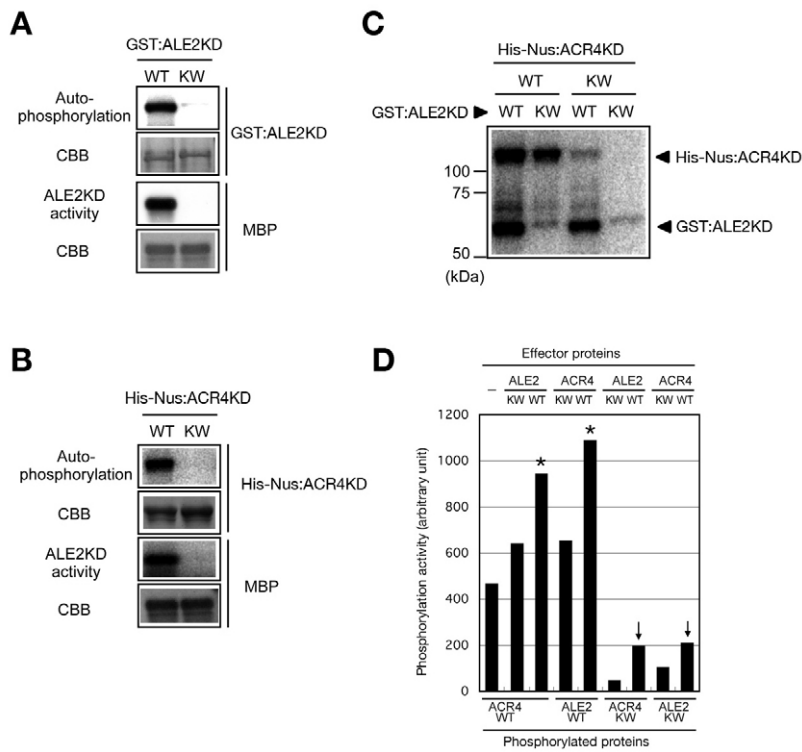 A
GST:ALE2KD
WT KW
Auto-
phosphorylation
CBB
GST:ALE2KD
ALE2KD
activity
CBB
MBP
B
His-Nus:ACR4KD
WT KW
Auto-
phosphorylation
CBB
His-Nus:ACR4KD
ALE2KD
activity
CBB
MBP
C
His-Nus:ACR4KD
WT KW
GST:ALE2KD WT KW WT KW
100
75
50
(kDa)
His-Nus:ACR4KD
GST:ALE2KD
D
Effector proteins
– ALE2 ACR4 ALE2 ACR4
KW WT KW WT KW WT KW WT
Phosphorylation activity (arbitrary unit)
1200
1000
800
600
400
200
0
* *
ACR4 ALE2 ACR4 ALE2
WT WT KW KW
Phosphorylated proteins